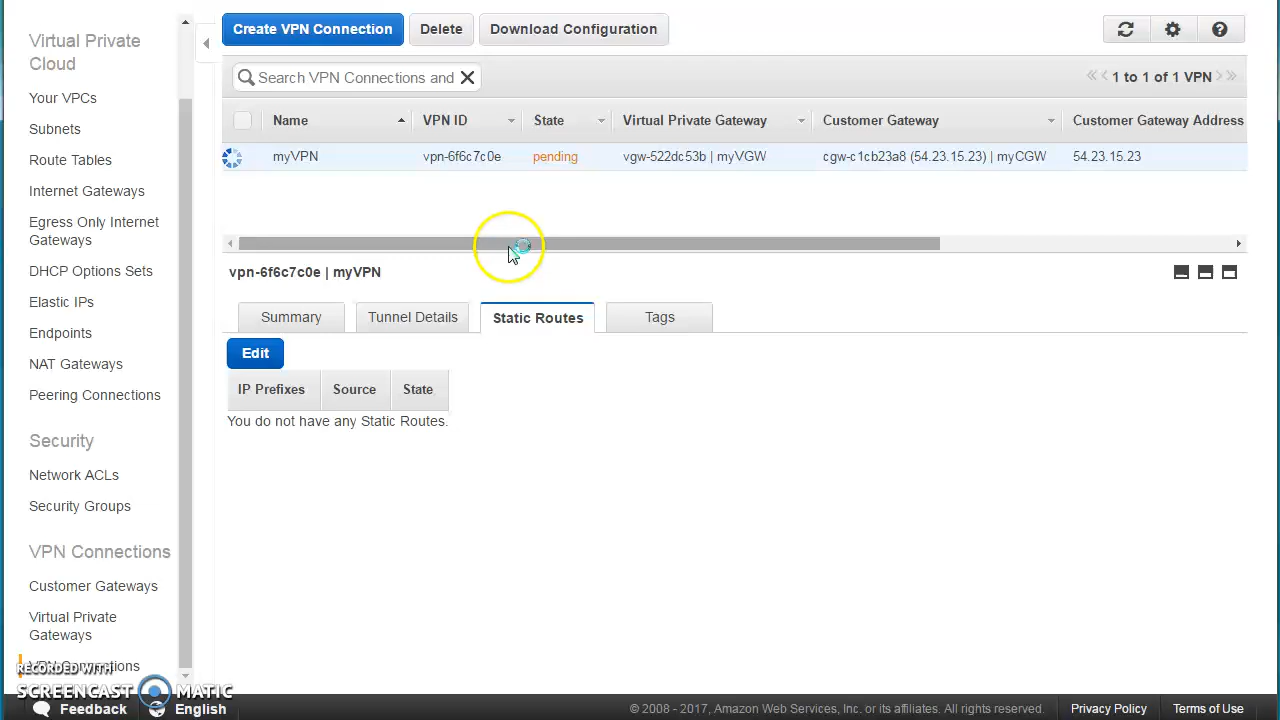 Virtual Private
Cloud
Your VPCs
Subnets
Route Tables
Internet Gateways
Egress Only Internet
Gateways
DHCP Options Sets
Elastic IPs
Endpoints
NAT Gateways
Peering Connections
Security
Network ACLs
Security Groups
VPN Connections
Customer Gateways
Virtual Private
Gateways
VPN Connections
RECORDED WITH
SCREENCAST MATIC
Create VPN Connection Delete Download Configuration
Search VPN Connections and
1 to 1 of 1 VPN
Name VPN ID State Virtual Private Gateway Customer Gateway Customer Gateway Address
myVPN vpn-6f6c7c0e pending vgw-522dc53b | myVGW cgw-c1cb23a8 (54.23.15.23) | myCGW 54.23.15.23
vpn-6f6c7c0e | myVPN
Summary Tunnel Details Static Routes Tags
Edit
IP Prefixes Source State
You do not have any Static Routes.
Feedback English © 2008 - 2017, Amazon Web Services, Inc. or its affiliates. All rights reserved. Privacy Policy Terms of Use